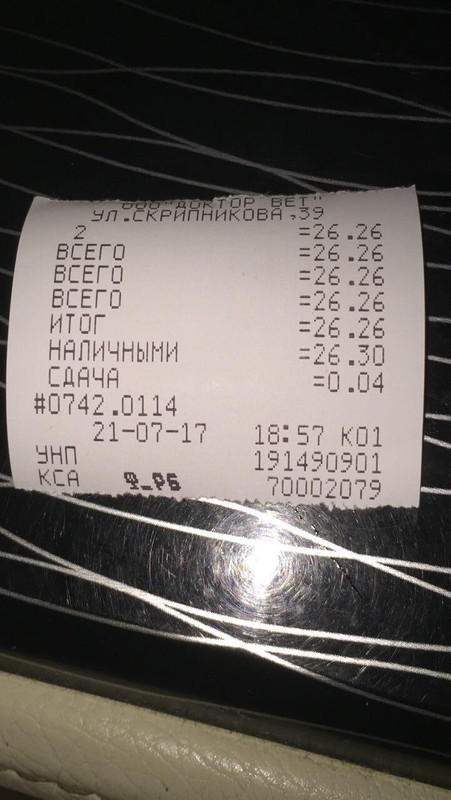 ООО "ДОКТОР ВЕТ"
УЛ.СКРИПНИКОВА,39
2 =26.26
ВСЕГО =26.26
ВСЕГО =26.26
ВСЕГО =26.26
ИТОГ =26.26
НАЛИЧНЫМИ =26.30
СДАЧА =0.04
#0742.0114
21-07-17 18:57 К01
УНП 191490901
КСА Ф_РБ 70002079